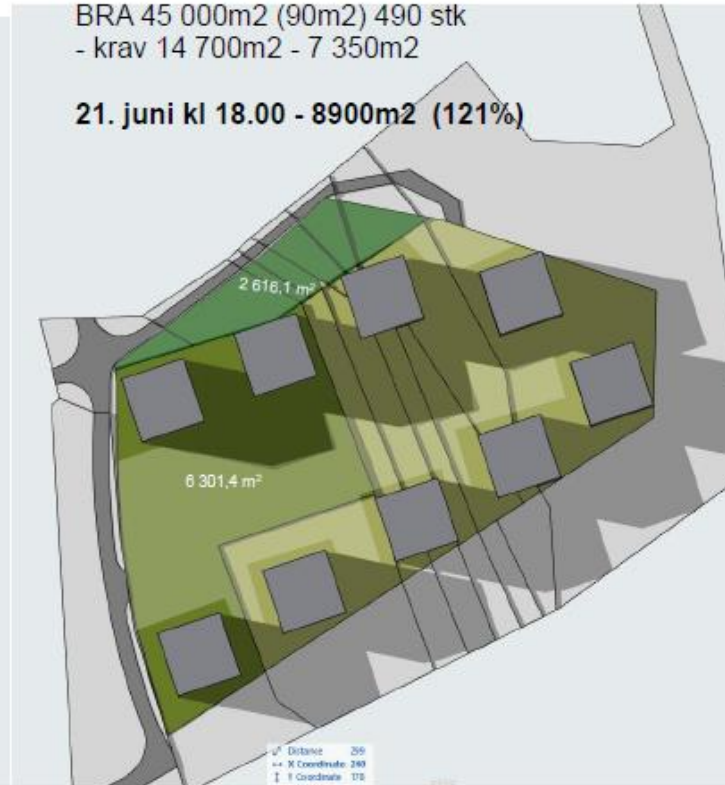 BRA 45 000m2 (90m2) 490 stk
- krav 14 700m2 - 7 350m2
21. juni kl 18.00 - 8900m2 (121%)
2 616,1 m²
6 301,4 m²
Distance 299
X Coordinate 260
Y Coordinate 170